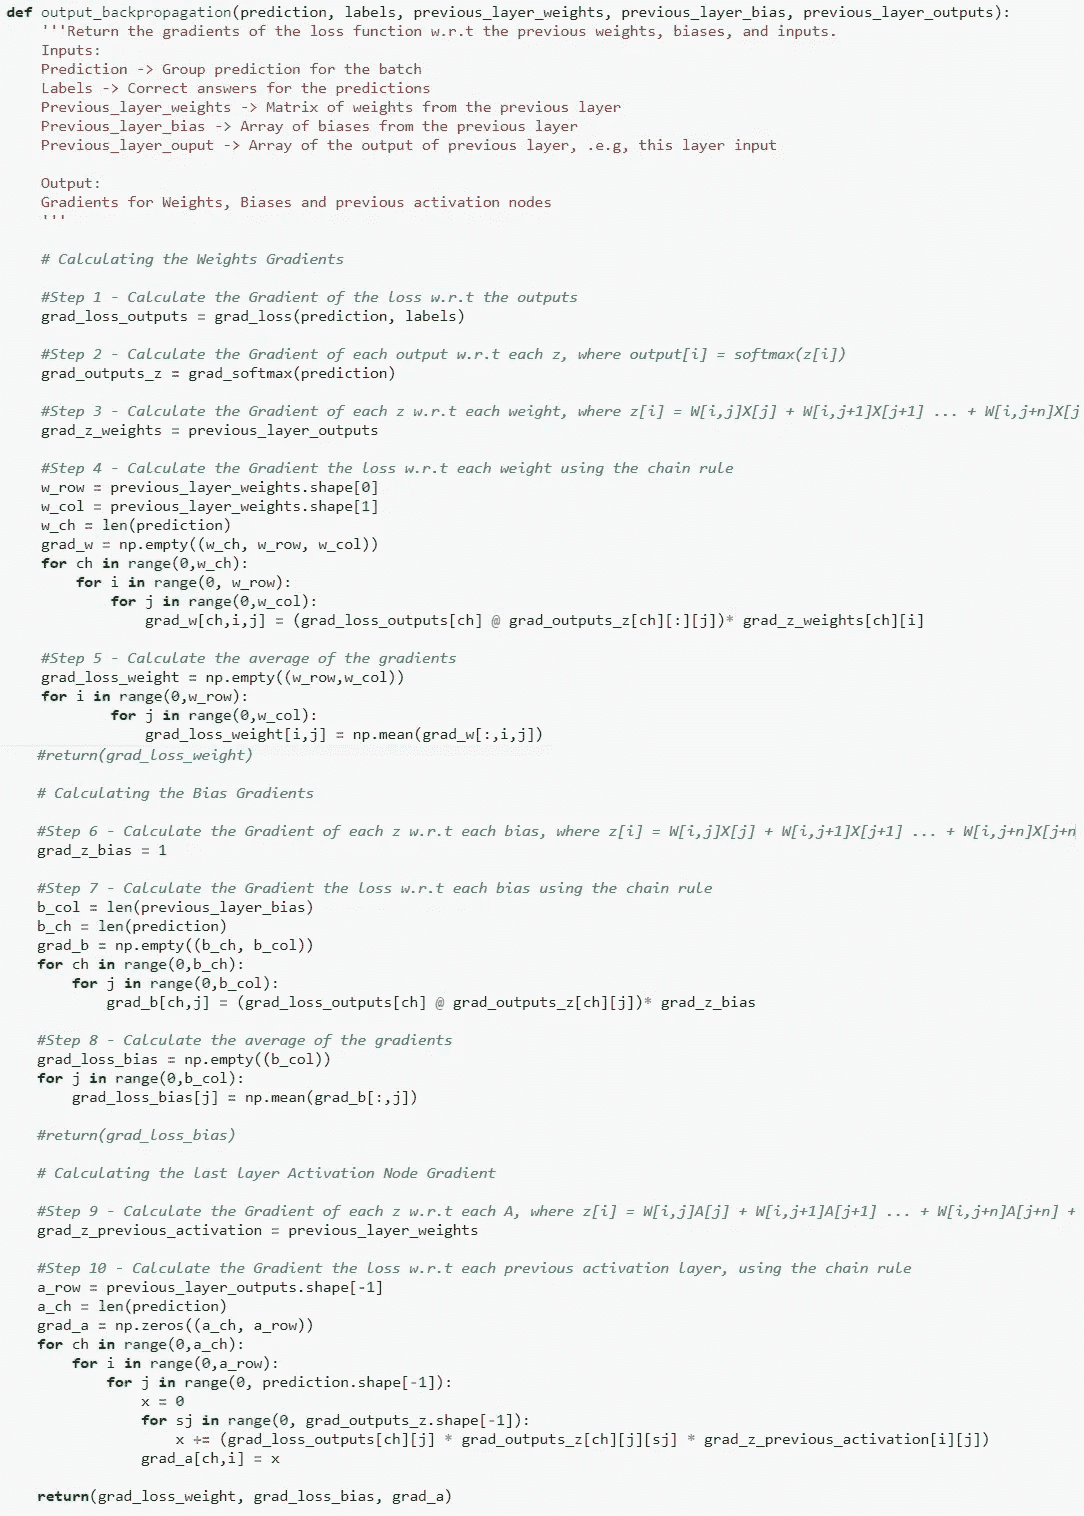 def output_backpropagation(prediction, labels, previous_layer_weights, previous_layer_bias, previous_layer_outputs):
    '''Return the gradients of the loss function w.r.t the previous weights, biases, and inputs.
    Inputs:
    Prediction -> Group prediction for the batch
    Labels -> Correct answers for the predictions
    Previous_layer_weights -> Matrix of weights from the previous layer
    Previous_layer_bias -> Array of biases from the previous layer
    Previous_layer_ouput -> Array of the output of previous layer, .e.g, this layer input
    Output:
    Gradients for Weights, Biases and previous activation nodes
    '''
    # Calculating the Weights Gradients
    #Step 1 - Calculate the Gradient of the loss w.r.t the outputs
    grad_loss_outputs = grad_loss(prediction, labels)
    #Step 2 - Calculate the Gradient of each output w.r.t each z, where output[i] = softmax(z[i])
    grad_outputs_z = grad_softmax(prediction)
    #Step 3 - Calculate the Gradient of each z w.r.t each weight, where z[i] = W[i,j]X[j] + W[i,j+1]X[j+1] ... + W[i,j+n]X[j
    grad_z_weights = previous_layer_outputs
    #Step 4 - Calculate the Gradient the loss w.r.t each weight using the chain rule
    w_row = previous_layer_weights.shape[0]
    w_col = previous_layer_weights.shape[1]
    w_ch = len(prediction)
    grad_w = np.empty((w_ch, w_row, w_col))
    for ch in range(0,w_ch):
        for i in range(0, w_row):
            for j in range(0,w_col):
                grad_w[ch,i,j] = (grad_loss_outputs[ch] @ grad_outputs_z[ch][:][j])* grad_z_weights[ch][i]
    #Step 5 - Calculate the average of the gradients
    grad_loss_weight = np.empty((w_row,w_col))
    for i in range(0,w_row):
            for j in range(0,w_col):
                grad_loss_weight[i,j] = np.mean(grad_w[:,i,j])
    #return(grad_loss_weight)
    # Calculating the Bias Gradients
    #Step 6 - Calculate the Gradient of each z w.r.t each bias, where z[i] = W[i,j]X[j] + W[i,j+1]X[j+1] ... + W[i,j+n]X[j+n
    grad_z_bias = 1
    #Step 7 - Calculate the Gradient the loss w.r.t each bias using the chain rule
    b_col = len(previous_layer_bias)
    b_ch = len(prediction)
    grad_b = np.empty((b_ch, b_col))
    for ch in range(0,b_ch):
        for j in range(0,b_col):
            grad_b[ch,j] = (grad_loss_outputs[ch] @ grad_outputs_z[ch][j])* grad_z_bias
    #Step 8 - Calculate the average of the gradients
    grad_loss_bias = np.empty((b_col))
    for j in range(0,b_col):
        grad_loss_bias[j] = np.mean(grad_b[:,j])
    #return(grad_loss_bias)
    # Calculating the last layer Activation Node Gradient
    #Step 9 - Calculate the Gradient of each z w.r.t each A, where z[i] = W[i,j]A[j] + W[i,j+1]A[j+1] ... + W[i,j+n]A[j+n] +
    grad_z_previous_activation = previous_layer_weights
    #Step 10 - Calculate the Gradient the loss w.r.t each previous activation layer, using the chain rule
    a_row = previous_layer_outputs.shape[-1]
    a_ch = len(prediction)
    grad_a = np.zeros((a_ch, a_row))
    for ch in range(0,a_ch):
        for i in range(0,a_row):
            for j in range(0, prediction.shape[-1]):
                x = 0
                for sj in range(0, grad_outputs_z.shape[-1]):
                    x += (grad_loss_outputs[ch][j] * grad_outputs_z[ch][j][sj] * grad_z_previous_activation[i][j])
                grad_a[ch,i] = x
    return(grad_loss_weight, grad_loss_bias, grad_a)